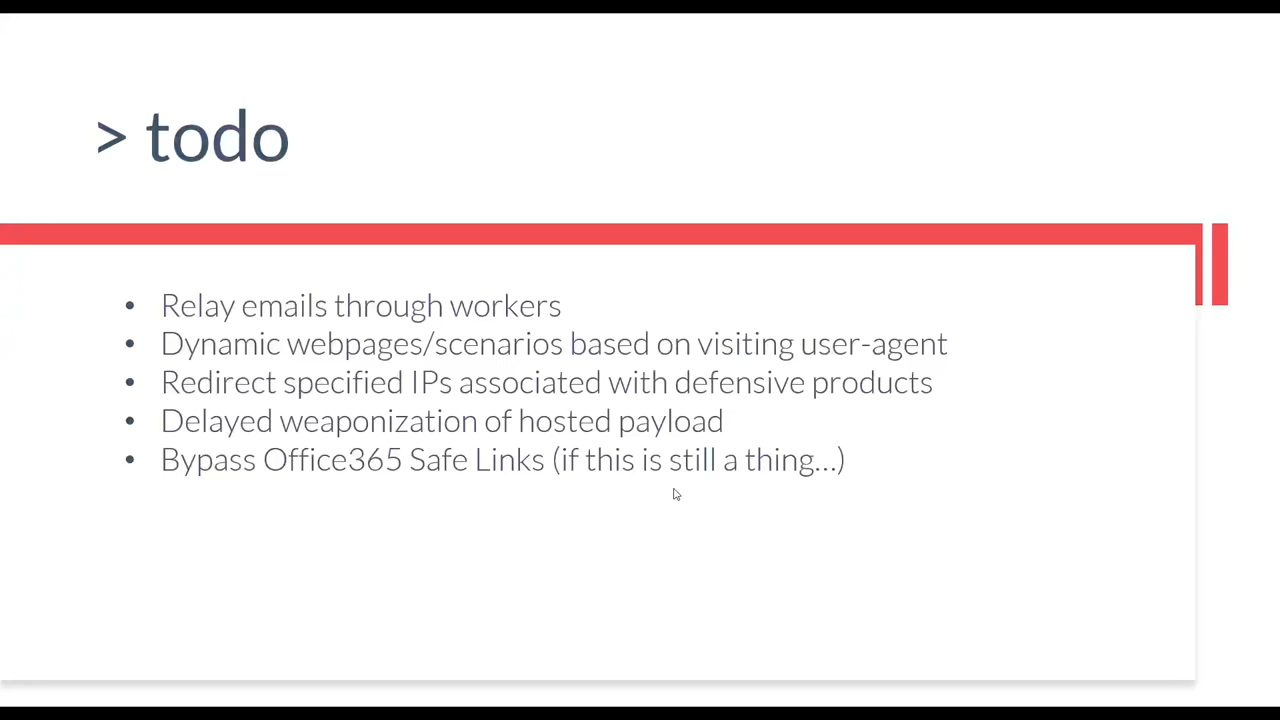 > todo
• Relay emails through workers
• Dynamic webpages/scenarios based on visiting user-agent
• Redirect specified IPs associated with defensive products
• Delayed weaponization of hosted payload
• Bypass Office365 Safe Links (if this is still a thing…)